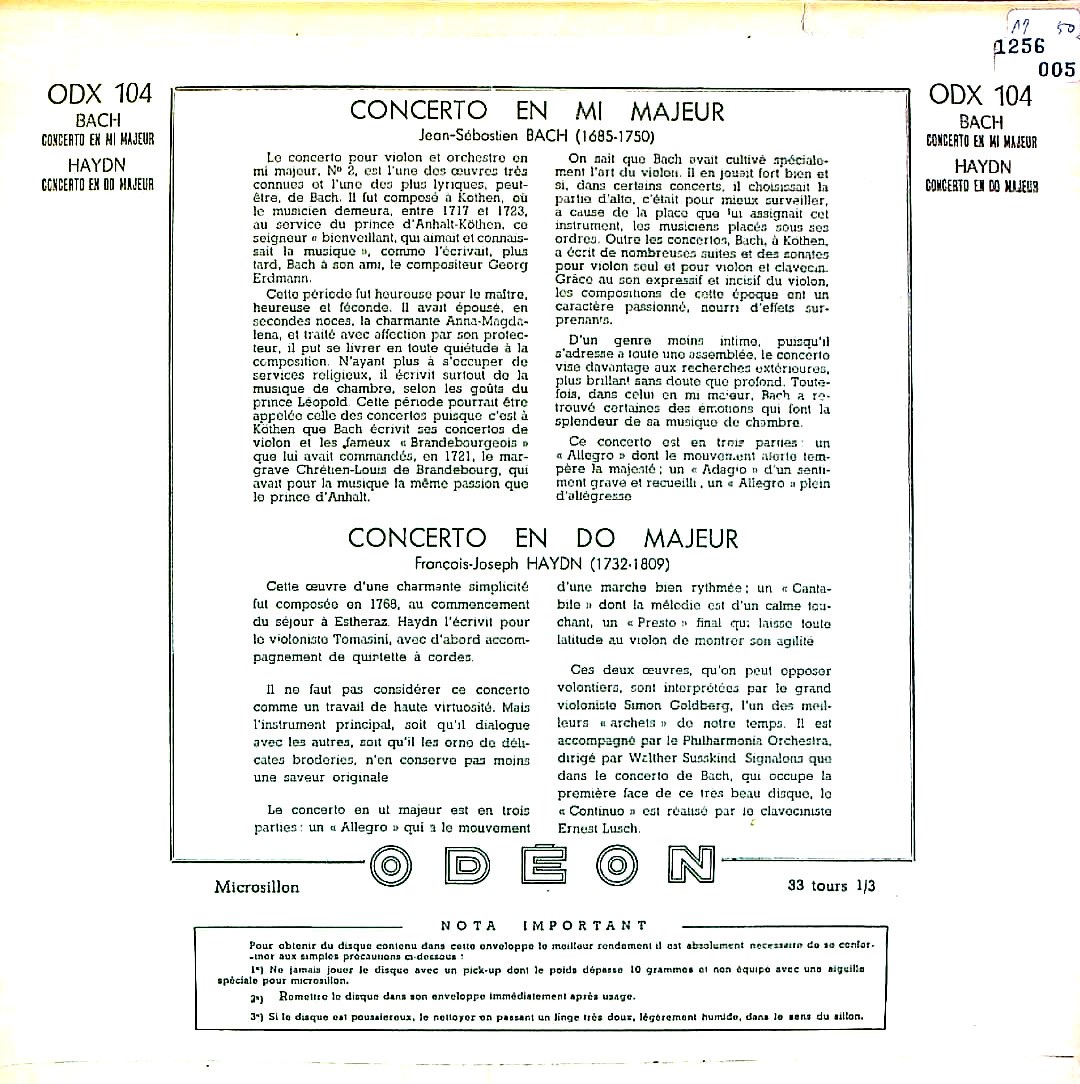 19 50
1256
005
ODX 104
BACH
CONCERTO EN MI MAJEUR
HAYDN
CONCERTO EN DO MAJEUR
CONCERTO EN MI MAJEUR
Jean-Sébastien BACH (1685-1750)
Le concerto pour violon et orchestre en
mi majeur, Nº 2, est l'une des œuvres très
connues et l'une des plus lyriques, peut-
être, de Bach. Il fut composé à Kothen, où
le musicien demeura, entre 1717 et 1723,
au service du prince d'Anhalt-Köthen, ce
seigneur « bienveillant, qui aimait et connais-
sait la musique », comme l'écrivait, plus
tard, Bach à son ami, le compositeur Georg
Erdmann.
Cette période fut heureuse pour le maître,
heureuse et féconde. Il avait épousé, en
secondes noces, la charmante Anna-Magda-
lena, et traité avec affection par son protec-
teur, il put se livrer en toute quiétude à la
composition. N'ayant plus à s'occuper de
services religieux, il écrivit surtout de la
musique de chambre, selon les goûts du
prince Léopold. Cette période pourrait être
appelée celle des concertos puisque c'est à
Kothen que Bach écrivit ses concertos de
violon et les fameux « Brandebourgeois »
que lui avait commandés, en 1721, le mar-
grave Chrétien-Louis de Brandebourg, qui
avait pour la musique la même passion que
le prince d'Anhalt.
On sait que Bach avait cultivé spéciale-
ment l'art du violon. Il en jouait fort bien et
si, dans certains concerts, il choisissait la
partie d'alto, c'était pour mieux surveiller,
a cause de la place que lui assignait cet
instrument, les musiciens placés sous ses
ordres. Outre les concertos, Bach, à Kothen,
a écrit de nombreuses suites et des sonates
pour violon seul et pour violon et clavecin.
Grâce au son expressif et incisif du violon,
les compositions de cette époque ont un
caractère passionné, nourri d'effets sur-
prenants.
D'un genre moins intime, puisqu'il
s'adresse a toute une assemblée, le concerto
vise davantage aux recherches extérieures,
plus brillant sans doute que profond. Toute-
fois, dans celui en mi majeur, Bach a re-
trouvé certaines des émotions qui font la
splendeur de sa musique de chambre.
Ce concerto est en trois parties : un
« Allegro » dont le mouvement alerte tem-
père la majesté ; un « Adagio » d'un senti-
ment grave et recueilli, un « Allegro » plein
d'allégresse
CONCERTO EN DO MAJEUR
François-Joseph HAYDN (1732-1809)
Cette œuvre d'une charmante simplicité
fut composée en 1768, au commencement
du séjour à Estheraz. Haydn l'écrivit pour
le violoniste Tomasini, avec d'abord accom-
pagnement de quintette à cordes.
Il ne faut pas considérer ce concerto
comme un travail de haute virtuosité. Mais
l'instrument principal, soit qu'il dialogue
avec les autres, soit qu'il les orne de déli-
cates broderies, n'en conserve pas moins
une saveur originale
Le concerto en ut majeur est en trois
parties : un « Allegro » qui a le mouvement
d'une marche bien rythmée ; un « Canta-
bile » dont la mélodie est d'un calme tou-
chant, un « Presto » final qui laisse toute
latitude au violon de montrer son agilité
Ces deux œuvres, qu'on peut opposer
volontiers, sont interprétées par le grand
violoniste Simon Goldberg, l'un des meil-
leurs « archets » de notre temps. Il est
accompagné par le Philharmonia Orchestra,
dirigé par Walther Susskind Signalons que
dans le concerto de Bach, qui occupe la
première face de ce très beau disque, le
« Continuo » est réalisé par le claveciniste
Ernest Lusch.
ODX 104
BACH
CONCERTO EN MI MAJEUR
HAYDN
CONCERTO EN DO MAJEUR
ODÉON
Microsillon
33 tours 1/3
NOTA IMPORTANT
Pour obtenir du disque contenu dans cette enveloppe le meilleur rendement il est absolument necessaire de se confor-
-mer aux simples précautions ci-dessous :
1º) Ne jamais jouer le disque avec un pick-up dont le poids dépasse 10 grammes et non équipé avec une aiguille
spéciale pour microsillon.
2º) Remettre le disque dans son enveloppe immédiatement après usage.
3º) Si le disque est poussiereux, le nettoyer en passant un linge très doux, légèrement humide, dans le sens du sillon.